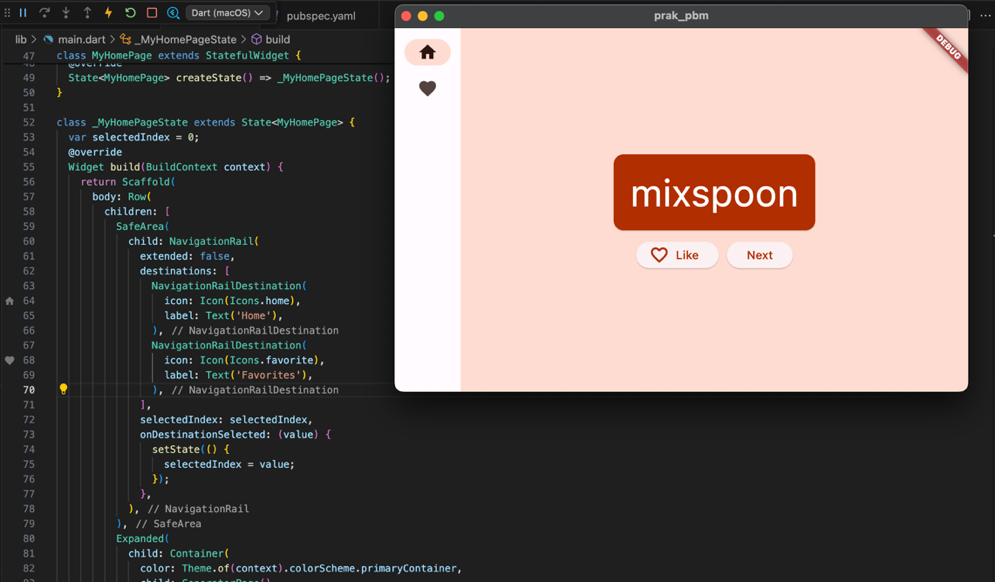 Dart (macOS)
pubspec.yaml
lib > main.dart > _MyHomePageState > build
47 class MyHomePage extends StatefulWidget {
48 @override
49 State<MyHomePage> createState() => _MyHomePageState();
50 }
51
52 class _MyHomePageState extends State<MyHomePage> {
53 var selectedIndex = 0;
54 @override
55 Widget build(BuildContext context) {
56 return Scaffold(
57 body: Row(
58 children: [
59 SafeArea(
60 child: NavigationRail(
61 extended: false,
62 destinations: [
63 NavigationRailDestination(
64 icon: Icon(Icons.home),
65 label: Text('Home'),
66 ), // NavigationRailDestination
67 NavigationRailDestination(
68 icon: Icon(Icons.favorite),
69 label: Text('Favorites'),
70 ), // NavigationRailDestination
71 ],
72 selectedIndex: selectedIndex,
73 onDestinationSelected: (value) {
74 setState(() {
75 selectedIndex = value;
76 });
77 },
78 ), // NavigationRail
79 ), // SafeArea
80 Expanded(
81 child: Container(
82 color: Theme.of(context).colorScheme.primaryContainer,
prak_pbm
DEBUG
mixspoon
Like
Next